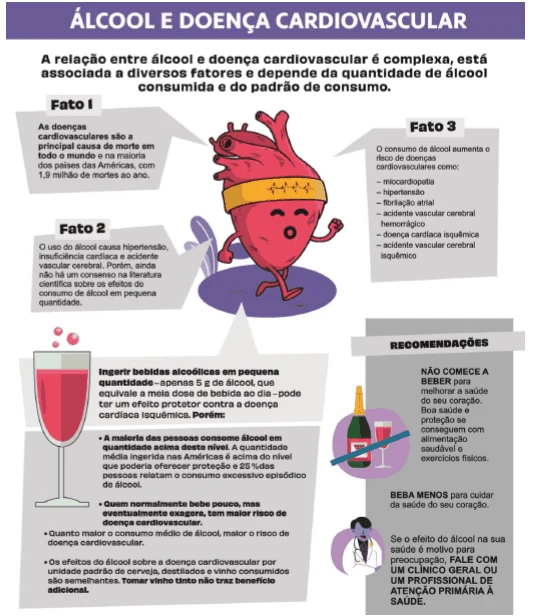 ÁLCOOL E DOENÇA CARDIOVASCULAR
A relação entre álcool e doença cardiovascular é complexa, está
associada a diversos fatores e depende da quantidade de álcool
consumida e do padrão de consumo.
Fato 1
As doenças
cardiovasculares são a
principal causa de morte em
todo o mundo e na maioria
dos países das Américas, com
1,9 milhão de mortes ao ano.
Fato 2
O uso do álcool causa hipertensão,
insuficiência cardíaca e acidente
vascular cerebral. Porém, ainda
não há um consenso na literatura
científica sobre os efeitos do
consumo de álcool em pequena
quantidade.
Fato 3
O consumo de álcool aumenta o
risco de doenças
cardiovasculares como:
– miocardiopatia
– hipertensão
– fibrilação atrial
– acidente vascular cerebral
hemorrágico
– doença cardíaca isquêmica
– acidente vascular cerebral
isquêmico
Ingerir bebidas alcoólicas em pequena
quantidade – apenas 5 g de álcool, que
equivale a meia dose de bebida ao dia – pode
ter um efeito protetor contra a doença
cardíaca isquêmica. Porém:
• A maioria das pessoas consome álcool em
quantidade acima deste nível. A quantidade
média ingerida nas Américas é acima do nível
que poderia oferecer proteção e 25 % das
pessoas relatam o consumo excessivo episódico
de álcool.
• Quem normalmente bebe pouco, mas
eventualmente exagera, tem maior risco de
doença cardiovascular.
• Quanto maior o consumo médio de álcool, maior o risco de
doença cardiovascular.
• Os efeitos do álcool sobre a doença cardiovascular por
unidade padrão de cerveja, destilados e vinho consumidos
são semelhantes. Tomar vinho tinto não traz benefício
adicional.
RECOMENDAÇÕES
NÃO COMECE A
BEBER para
melhorar a saúde
do seu coração.
Boa saúde e
proteção se
conseguem com
alimentação
saudável e
exercícios físicos.
BEBA MENOS para cuidar
da saúde do seu coração.
Se o efeito do álcool na sua
saúde é motivo para
preocupação, FALE COM
UM CLÍNICO GERAL OU
UM PROFISSIONAL DE
ATENÇÃO PRIMÁRIA À
SAÚDE.